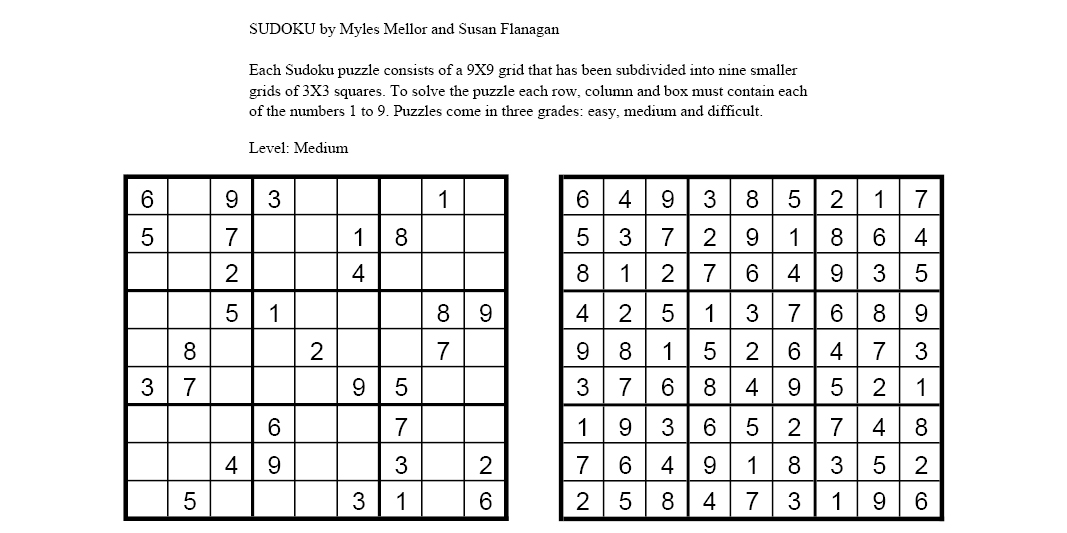 SUDOKU by Myles Mellor and Susan Flanagan
Each Sudoku puzzle consists of a 9X9 grid that has been subdivided into nine smaller
grids of 3X3 squares. To solve the puzzle each row, column and box must contain each
of the numbers 1 to 9. Puzzles come in three grades: easy, medium and difficult.
Level: Medium
6 9 3 1
5 7 1 8
2 4
5 1 8 9
8 2 7
3 7 9 5
6 7
4 9 3 2
5 3 1 6
6 4 9 3 8 5 2 1 7
5 3 7 2 9 1 8 6 4
8 1 2 7 6 4 9 3 5
4 2 5 1 3 7 6 8 9
9 8 1 5 2 6 4 7 3
3 7 6 8 4 9 5 2 1
1 9 3 6 5 2 7 4 8
7 6 4 9 1 8 3 5 2
2 5 8 4 7 3 1 9 6